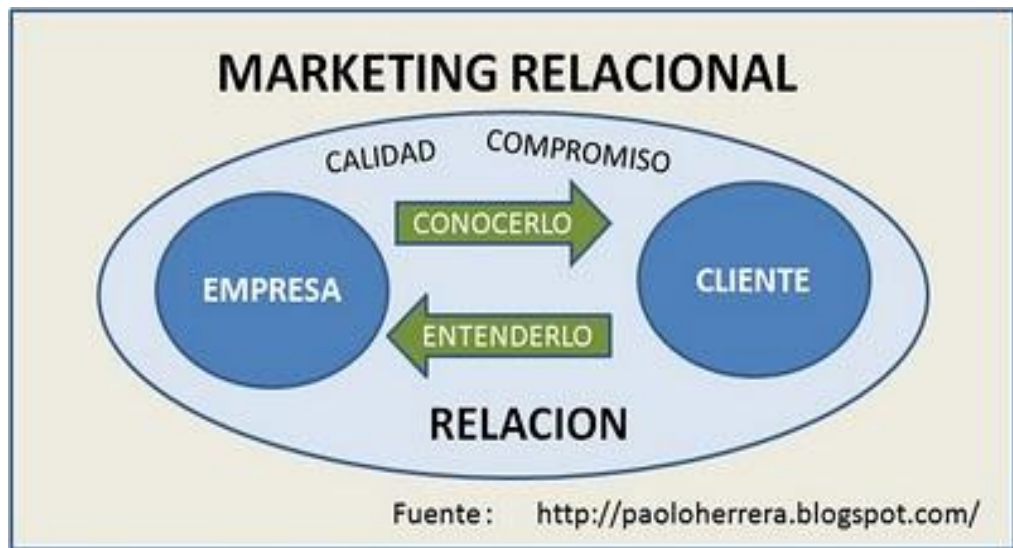 MARKETING RELACIONAL
CALIDAD COMPROMISO
CONOCERLO
EMPRESA
CLIENTE
ENTENDERLO
RELACION
Fuente: http://paoloherrera.blogspot.com/